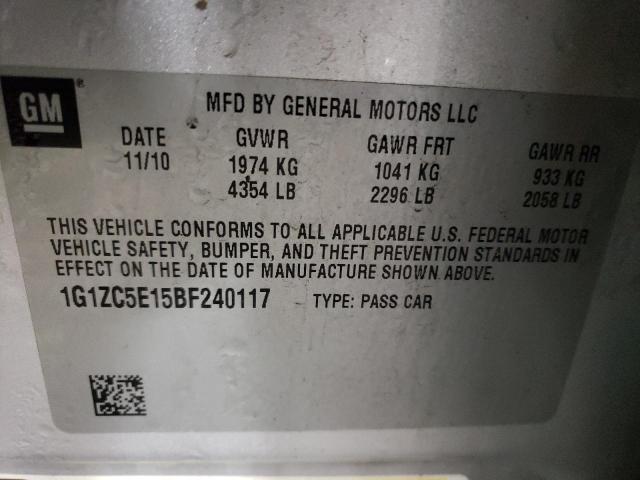 GM ®
MFD BY GENERAL MOTORS LLC
DATE GVWR GAWR FRT GAWR RR
11/10 1974 KG 1041 KG 933 KG
4354 LB 2296 LB 2058 LB
THIS VEHICLE CONFORMS TO ALL APPLICABLE U.S. FEDERAL MOTOR
VEHICLE SAFETY, BUMPER, AND THEFT PREVENTION STANDARDS IN
EFFECT ON THE DATE OF MANUFACTURE SHOWN ABOVE.
1G1ZC5E15BF240117 TYPE: PASS CAR